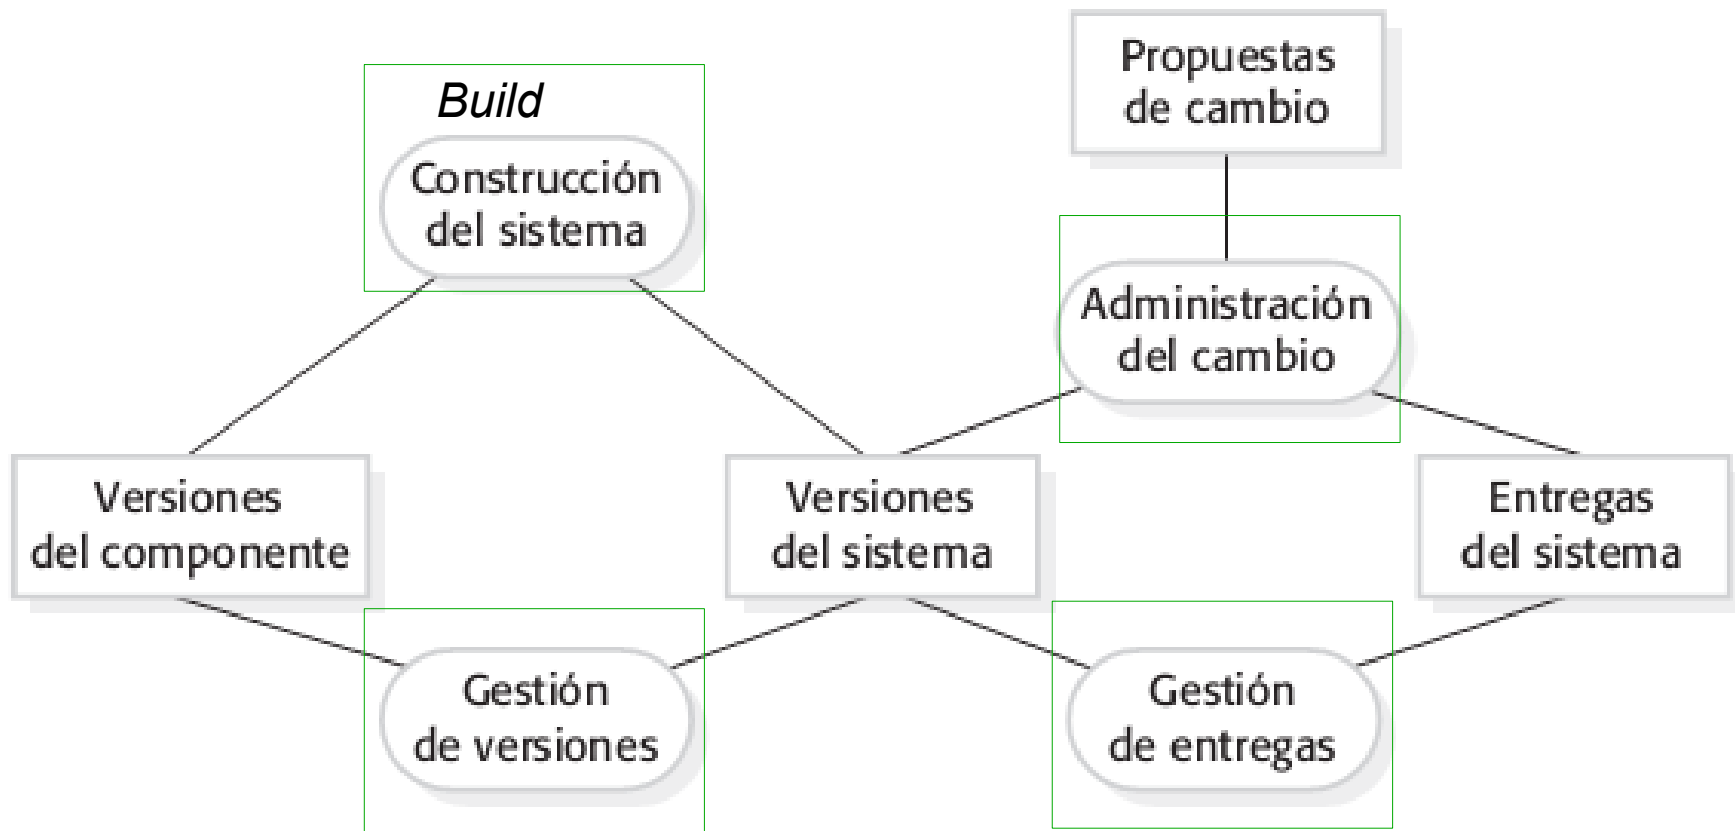 Propuestas
de cambio
Build
Construcción
del sistema
Administración
del cambio
Versiones
del componente
Versiones
del sistema
Entregas
del sistema
Gestión
de versiones
Gestión
de entregas